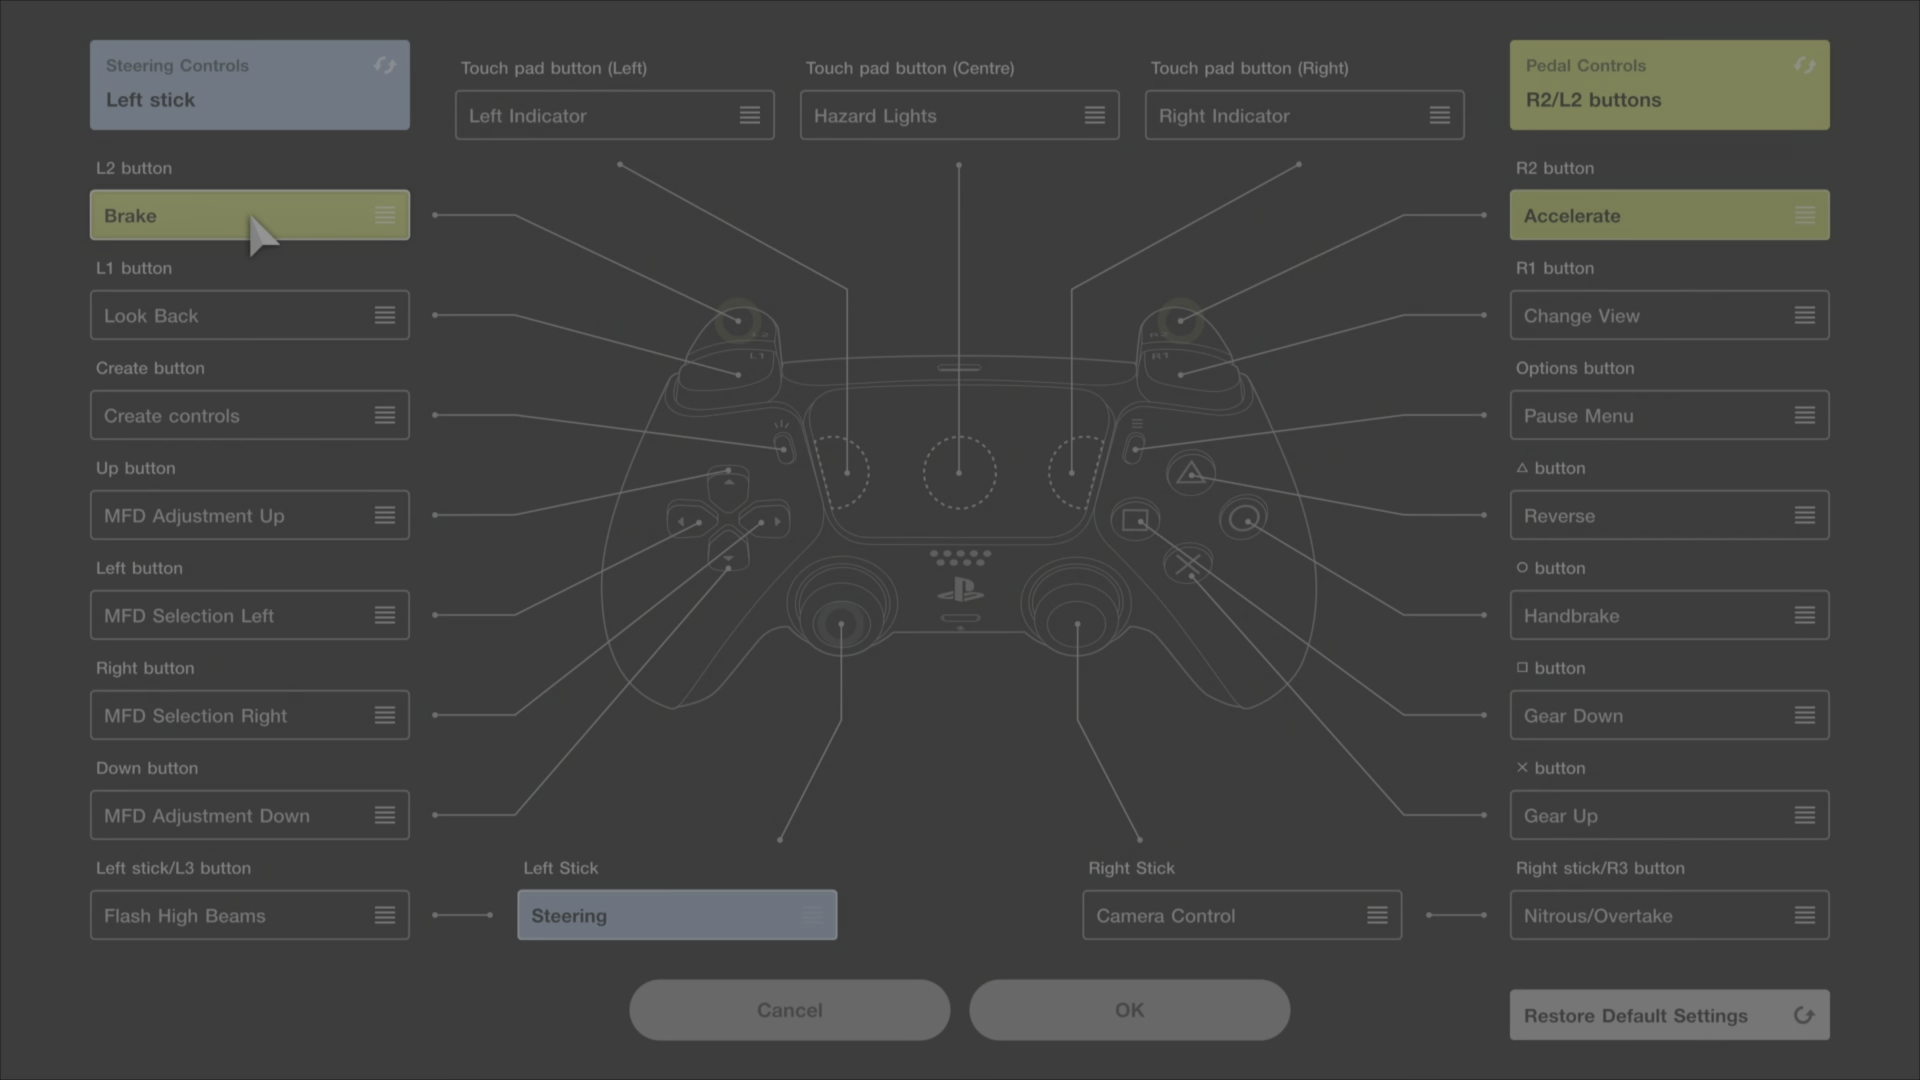 Steering Controls
Left stick
Touch pad button (Left)
Left Indicator
Touch pad button (Centre)
Hazard Lights
Touch pad button (Right)
Right Indicator
Pedal Controls
R2/L2 buttons
L2 button
Brake
L1 button
Look Back
Create button
Create controls
Up button
MFD Adjustment Up
Left button
MFD Selection Left
Right button
MFD Selection Right
Down button
MFD Adjustment Down
Left stick/L3 button
Flash High Beams
L1
R1
Left Stick
Steering
Right Stick
Camera Control
R2 button
Accelerate
R1 button
Change View
Options button
Pause Menu
△ button
Reverse
○ button
Handbrake
□ button
Gear Down
✕ button
Gear Up
Right stick/R3 button
Nitrous/Overtake
Cancel
OK
Restore Default Settings